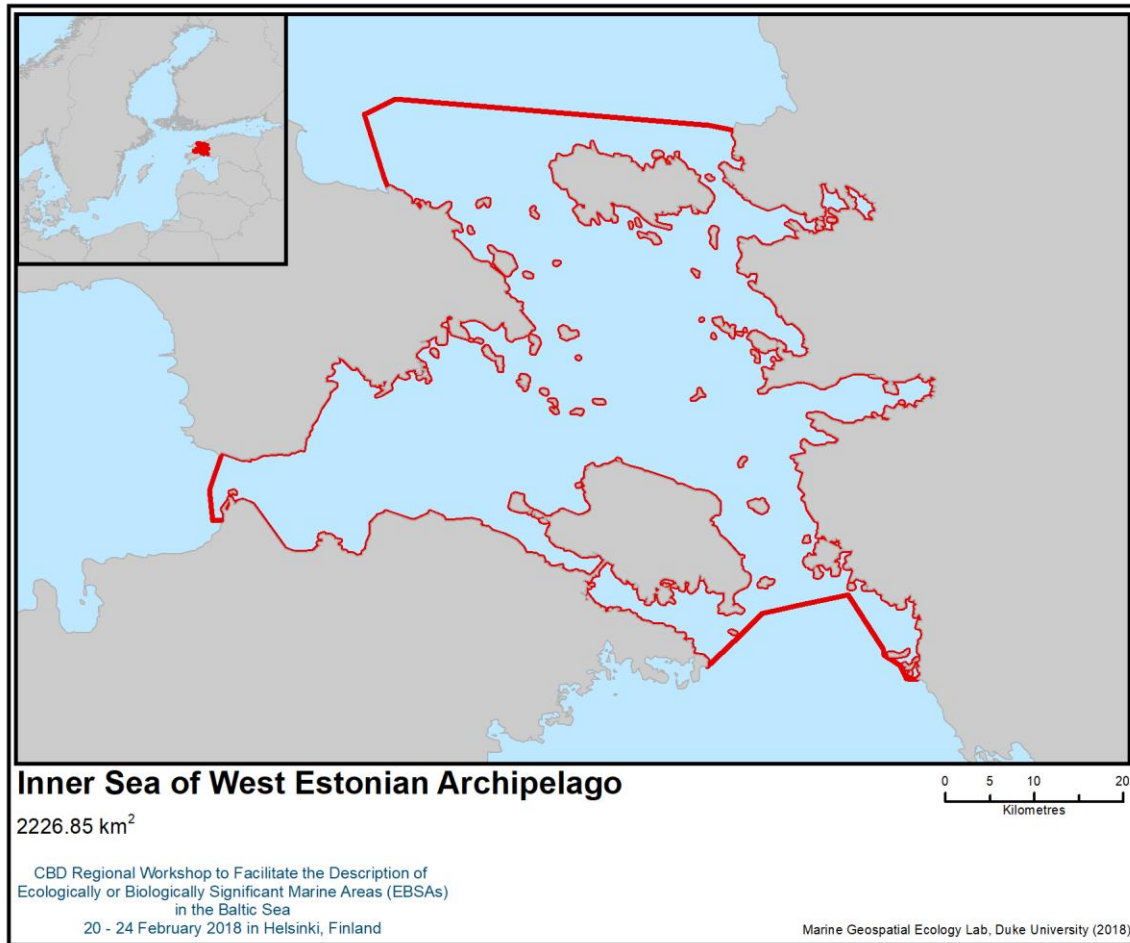 Inner Sea of West Estonian Archipelago
2226.85 km²
0 5 10 20
Kilometres
CBD Regional Workshop to Facilitate the Description of
Ecologically or Biologically Significant Marine Areas (EBSAs)
in the Baltic Sea
20 - 24 February 2018 in Helsinki, Finland
Marine Geospatial Ecology Lab, Duke University (2018)